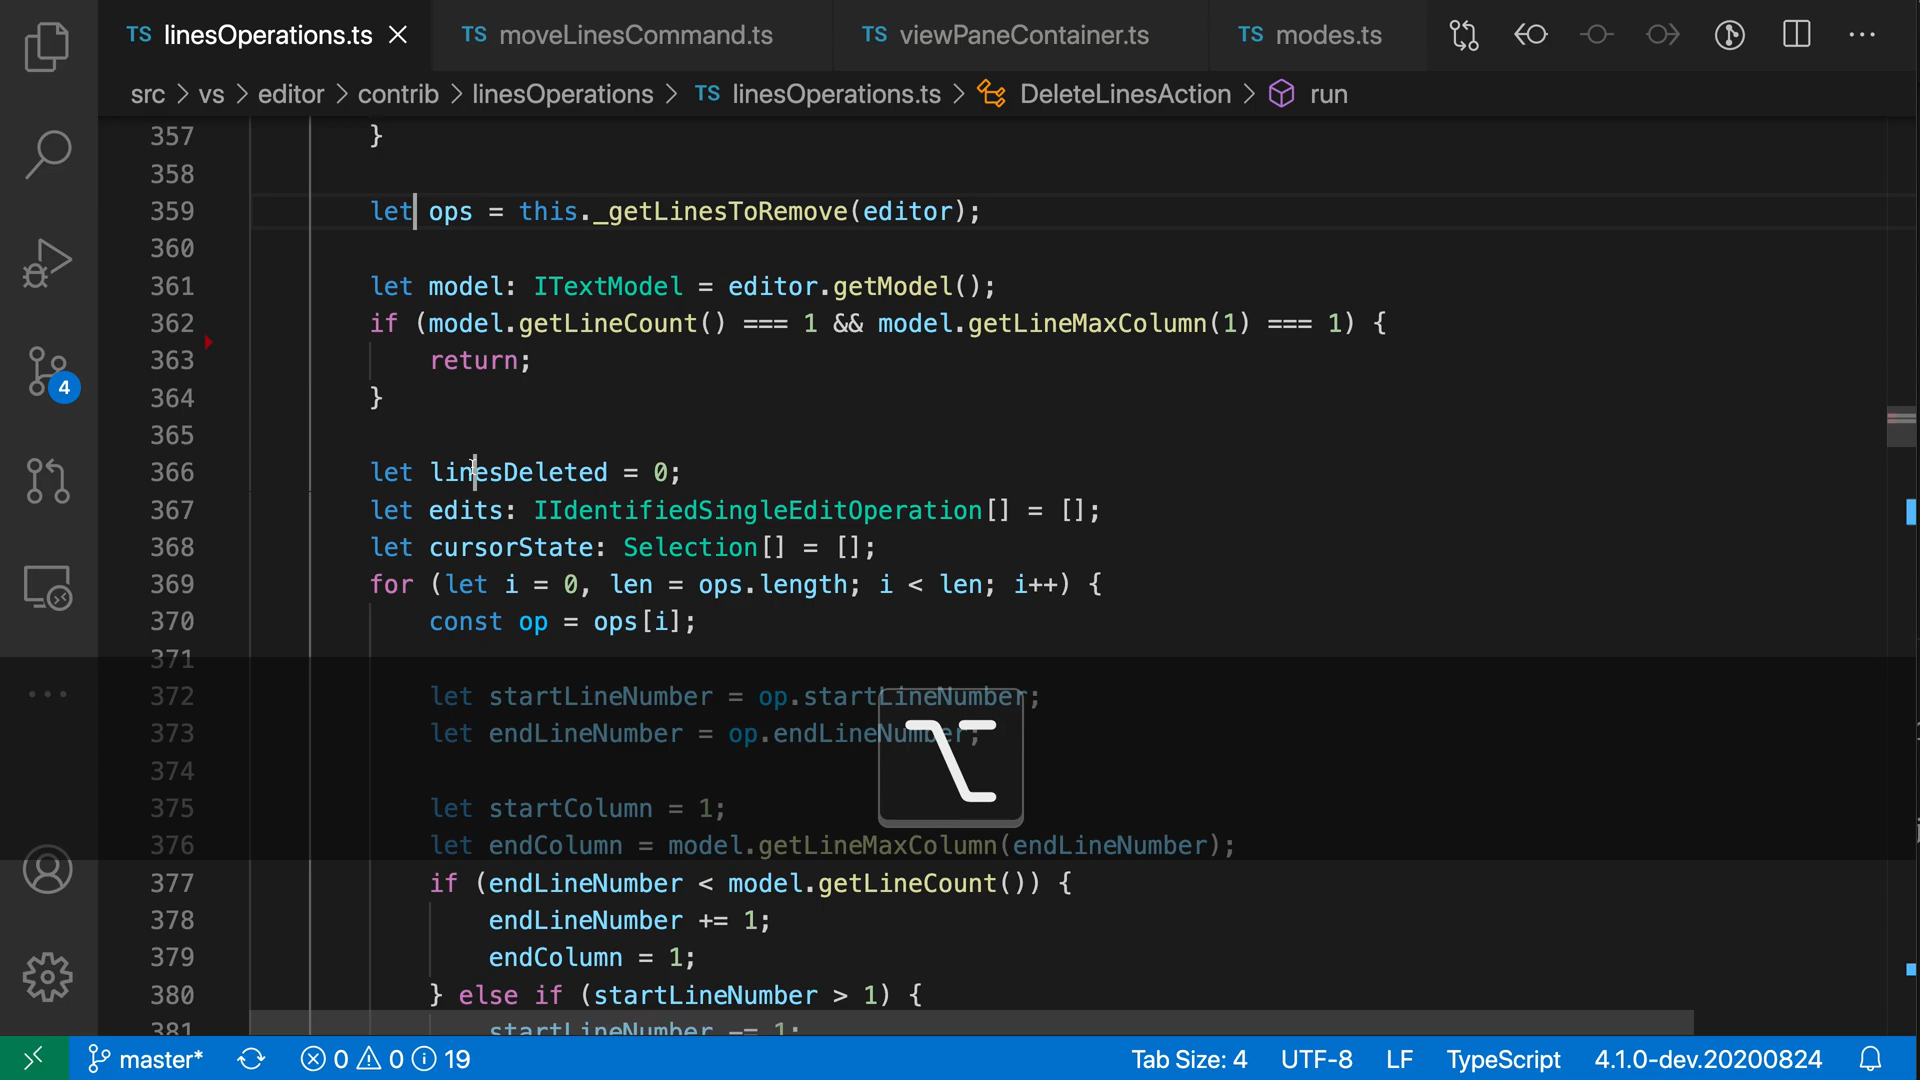 TS linesOperations.ts
TS moveLinesCommand.ts
TS viewPaneContainer.ts
TS modes.ts
src > vs > editor > contrib > linesOperations > TS linesOperations.ts > DeleteLinesAction > run
357 }
358
359 let ops = this._getLinesToRemove(editor);
360
361 let model: ITextModel = editor.getModel();
362 if (model.getLineCount() === 1 && model.getLineMaxColumn(1) === 1) {
363 return;
364 }
365
366 let linesDeleted = 0;
367 let edits: IIdentifiedSingleEditOperation[] = [];
368 let cursorState: Selection[] = [];
369 for (let i = 0, len = ops.length; i < len; i++) {
370 const op = ops[i];
371
372 let startLineNumber = op.startLineNumber;
373 let endLineNumber = op.endLineNumber;
374
375 let startColumn = 1;
376 let endColumn = model.getLineMaxColumn(endLineNumber);
377 if (endLineNumber < model.getLineCount()) {
378 endLineNumber += 1;
379 endColumn = 1;
380 } else if (startLineNumber > 1) {
381 startLineNumber -= 1;
4
⌥
master* 0 0 19
Tab Size: 4 UTF-8 LF TypeScript 4.1.0-dev.20200824